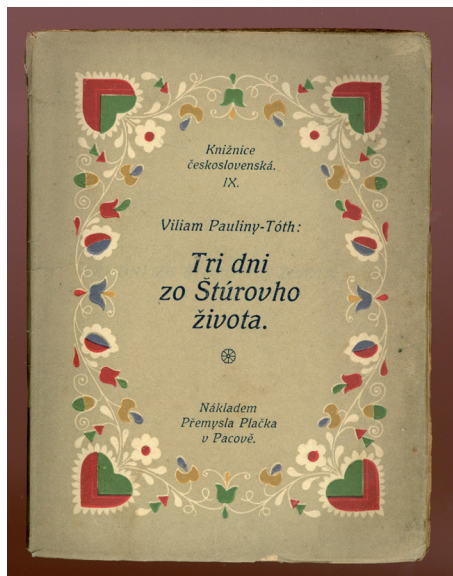 Knižnice
československá.
IX.
Viliam Pauliny-Tóth:
Tri dni
zo Štúrovho
života.
Nákladem
Přemysla Plačka
v Pacově.